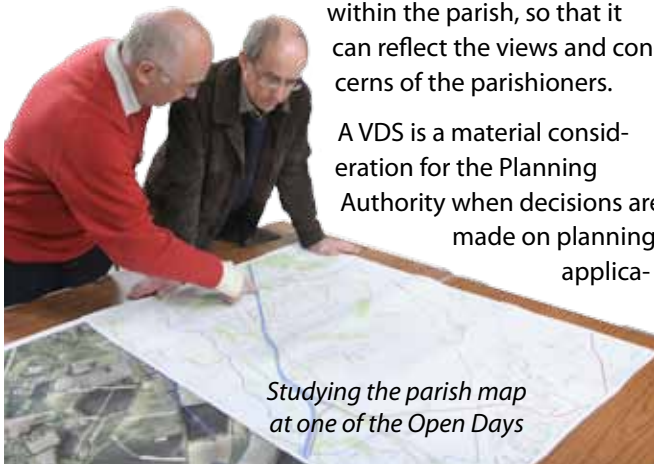 within the parish, so that it
can reflect the views and con
cerns of the parishioners.
A VDS is a material consid-
eration for the Planning
Authority when decisions are
made on planning
applica-
Studying the parish map
at one of the Open Days